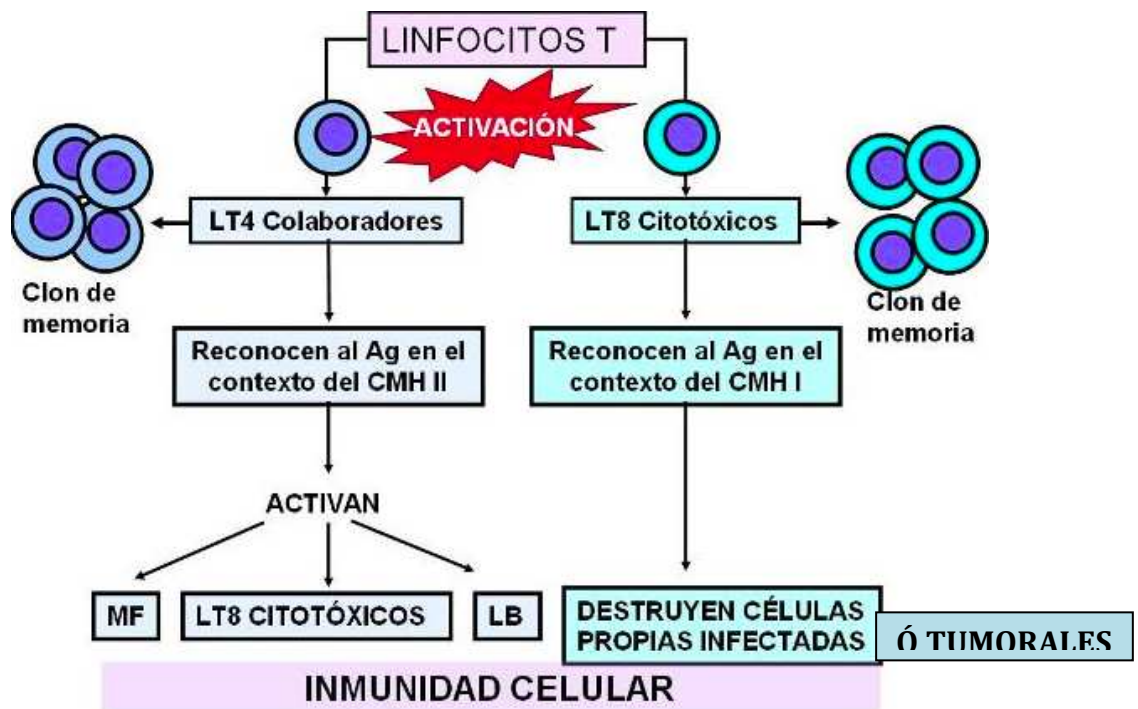 LINFOCITOS T
ACTIVACIÓN
LT4 Colaboradores
LT8 Citotóxicos
Clon de
memoria
Clon de
memoria
Reconocen al Ag en el
contexto del CMH II
Reconocen al Ag en el
contexto del CMH I
ACTIVAN
MF
LT8 CITOTÓXICOS
LB
DESTRUYEN CÉLULAS
PROPIAS INFECTADAS
Ó TUMORALES
INMUNIDAD CELULAR